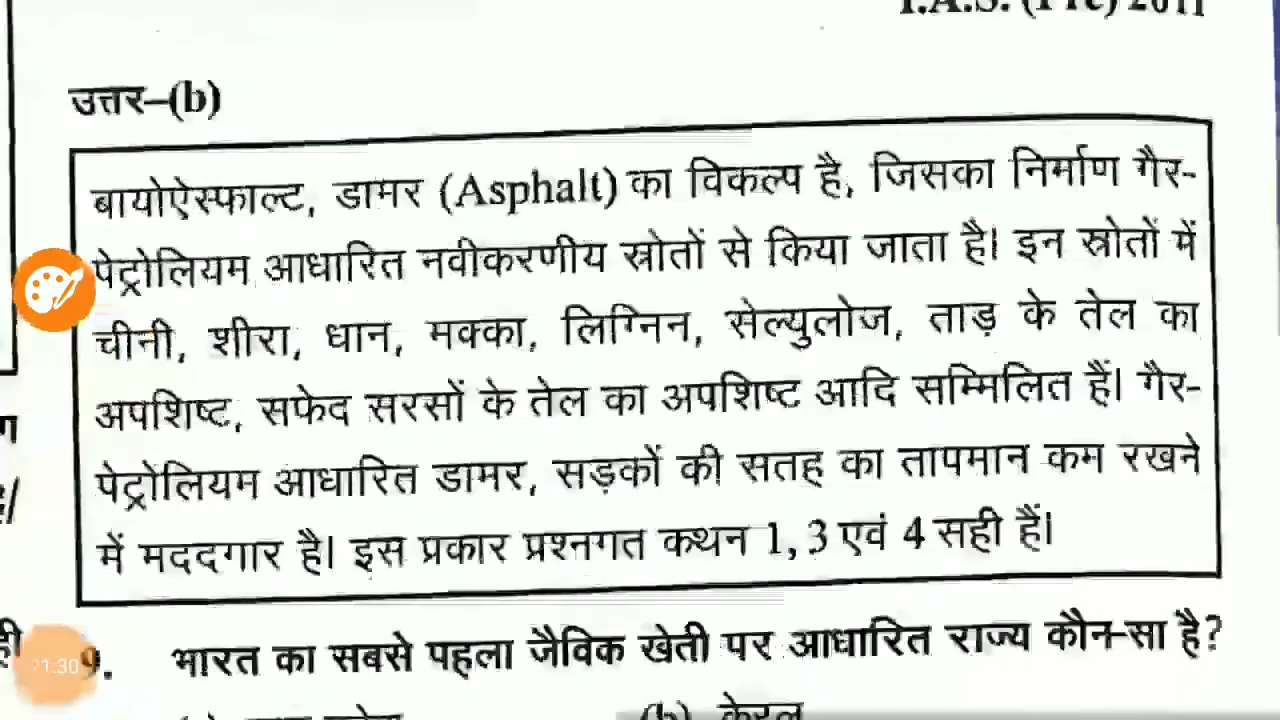 I.A.S. (Pre) 2011
उत्तर–(b)
बायोऐस्फाल्ट, डामर (Asphalt) का विकल्प है, जिसका निर्माण गैर-
पेट्रोलियम आधारित नवीकरणीय स्रोतों से किया जाता है। इन स्रोतों में
चीनी, शीरा, धान, मक्का, लिग्निन, सेल्युलोज, ताड़ के तेल का
अपशिष्ट, सफेद सरसों के तेल का अपशिष्ट आदि सम्मिलित हैं। गैर-
पेट्रोलियम आधारित डामर, सड़कों की सतह का तापमान कम रखने
में मददगार है। इस प्रकार प्रश्नगत कथन 1, 3 एवं 4 सही हैं।
9. भारत का सबसे पहला जैविक खेती पर आधारित राज्य कौन-सा है?
(b) केरल
21:30